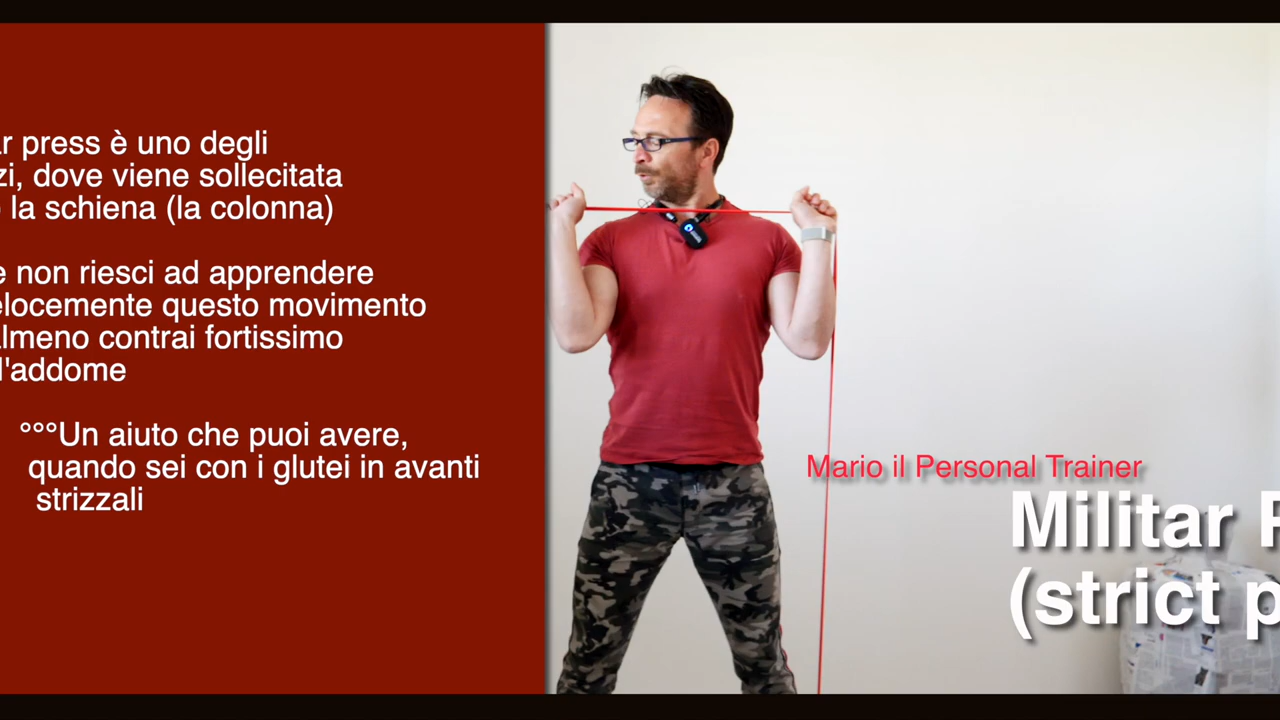 r press è uno degli
zi, dove viene sollecitata
la schiena (la colonna)
e non riesci ad apprendere
elocemente questo movimento
almeno contrai fortissimo
l'addome
°°°Un aiuto che puoi avere,
quando sei con i glutei in avanti
strizzali
Mario il Personal Trainer
Militar P
(strict p